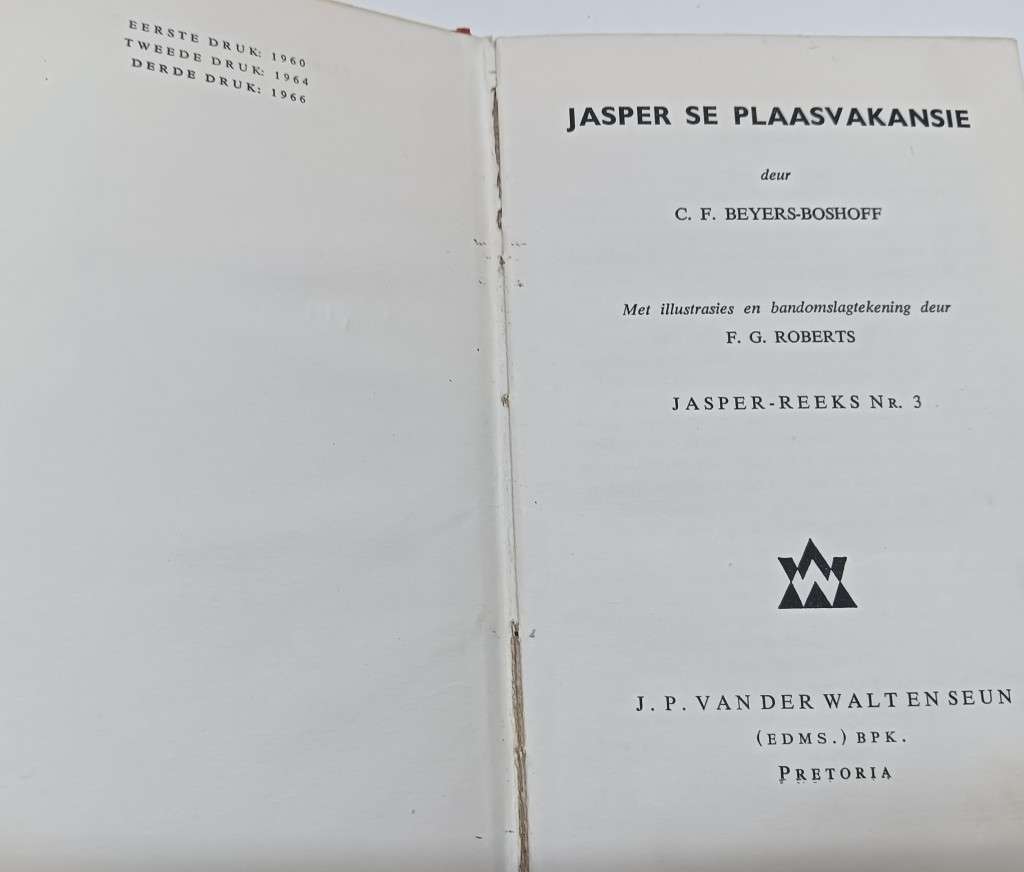 EERSTE DRUK: 1960
TWEEDE DRUK: 1964
DERDE DRUK: 1966
JASPER SE PLAASVAKANSIE
deur
C. F. BEYERS-BOSHOFF
Met illustrasies en bandomslagtekening deur
F. G. ROBERTS
JASPER-REEKS NR. 3
J. P. VAN DER WALT EN SEUN
(EDMS.) BPK.
PRETORIA